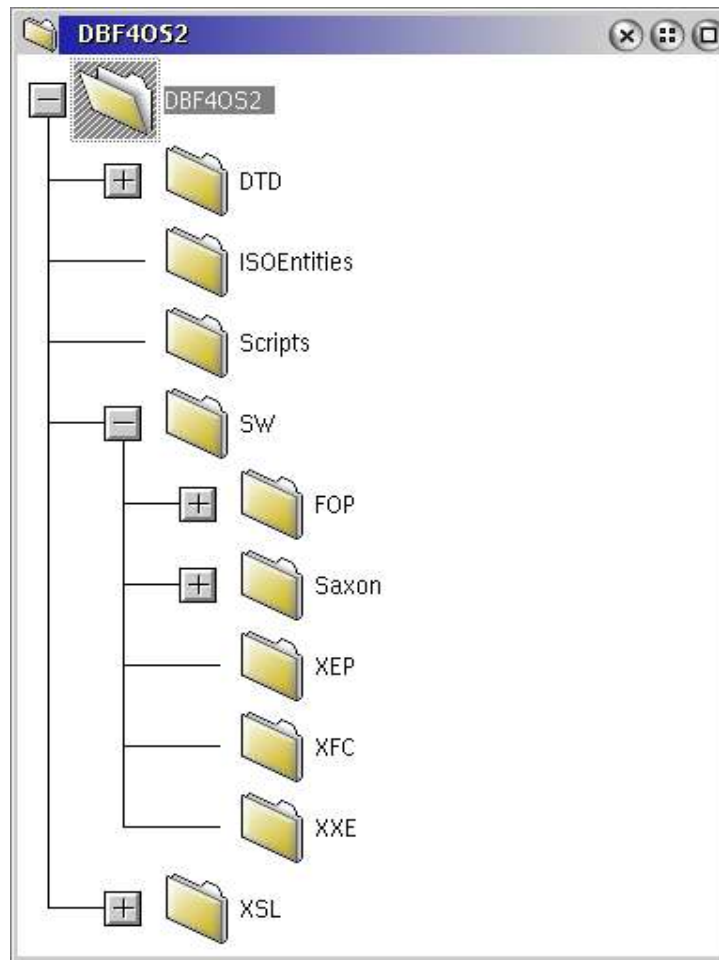 DBF4OS2
DBF4OS2
DTD
ISOEntities
Scripts
SW
FOP
Saxon
XEP
XFC
XXE
XSL